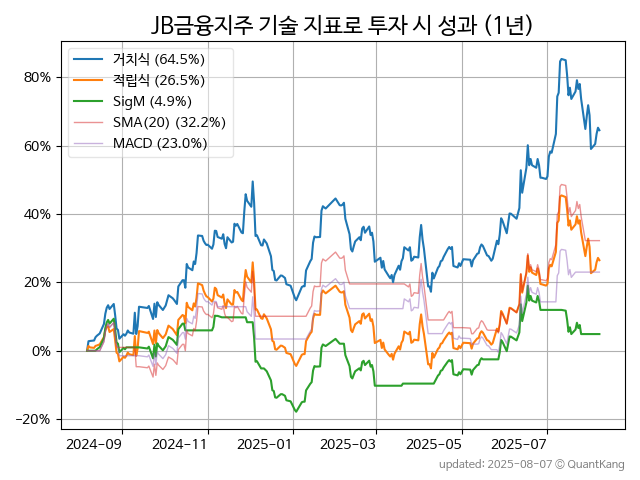 JB금융지주 기술 지표로 투자 시 성과 (1년)
거치식 (64.5%)
적립식 (26.5%)
SigM (4.9%)
SMA(20) (32.2%)
MACD (23.0%)
80%
60%
40%
20%
0%
−20%
2024-09 2024-11 2025-01 2025-03 2025-05 2025-07
updated: 2025-08-07 © QuantKang